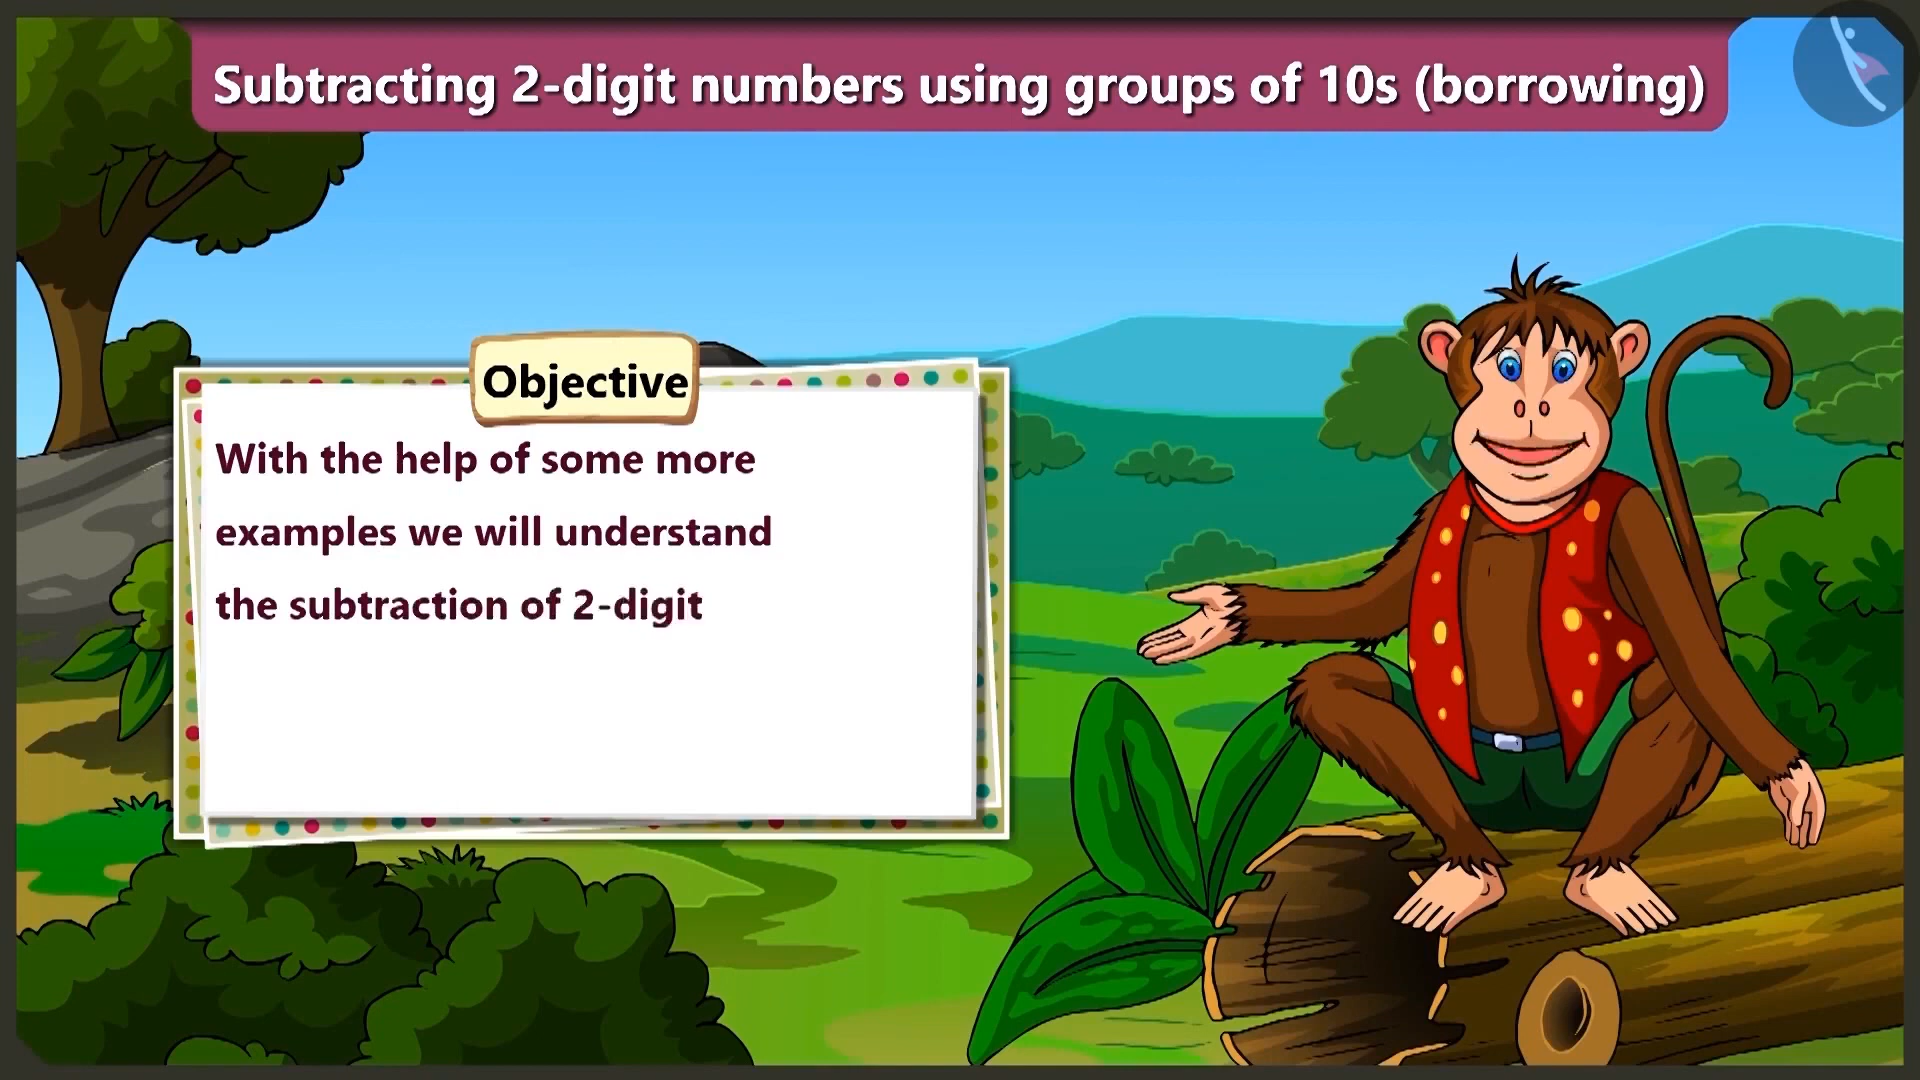 Subtracting 2-digit numbers using groups of 10s (borrowing)
Objective
With the help of some more
examples we will understand
the subtraction of 2-digit